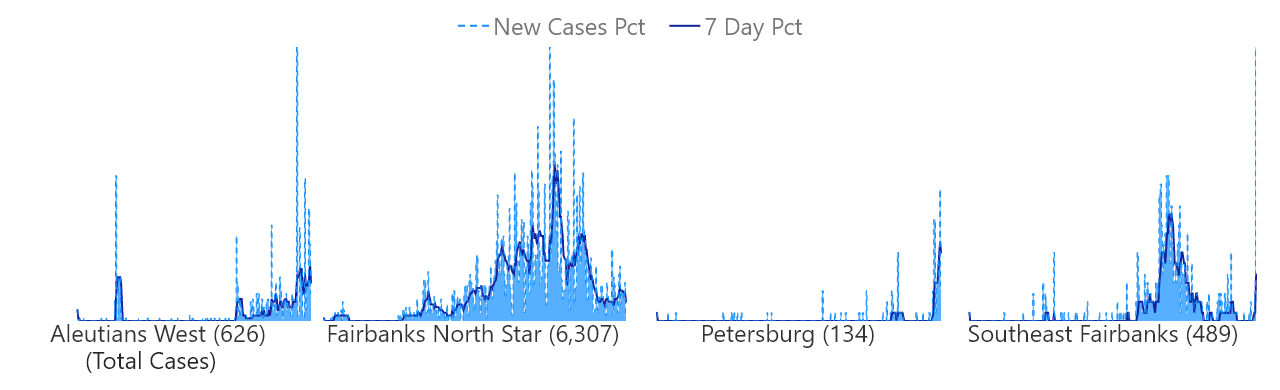 New Cases Pct 7 Day Pct
Aleutians West (626) Fairbanks North Star (6,307) Petersburg (134) Southeast Fairbanks (489)
(Total Cases)